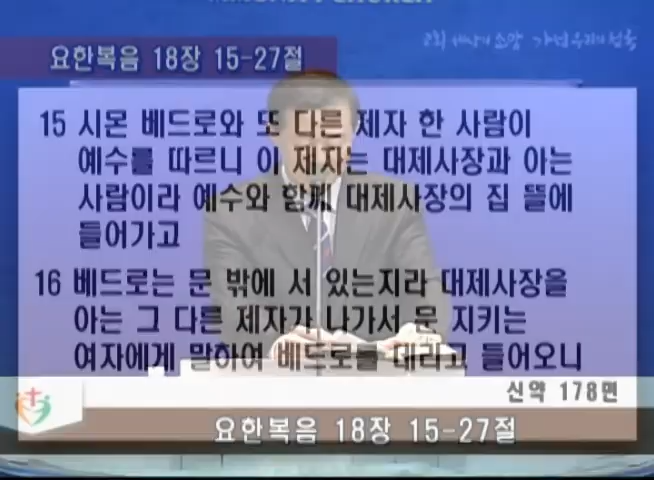 요한복음 18장 15-27절
15 시몬 베드로와 또 다른 제자 한 사람이
예수를 따르니 이 제자는 대제사장과 아는
사람이라 예수와 함께 대제사장의 집 뜰에
들어가고
16 베드로는 문 밖에 서 있는지라 대제사장을
아는 그 다른 제자가 나가서 문 지키는
여자에게 말하여 베드로를 데리고 들어오니
신약 178면
요한복음 18장 15-27절